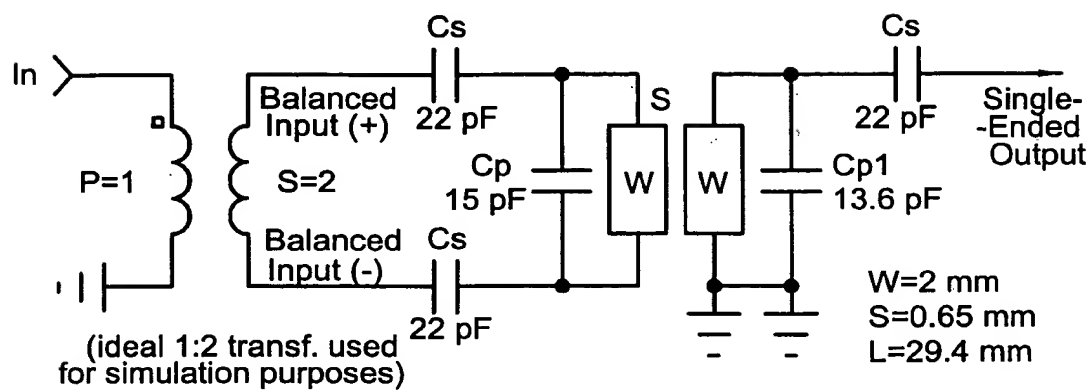 In
Balanced
Input (+)
Cs
22 pF
P=1
S=2
Balanced
Input (-)
Cs
22 pF
(ideal 1:2 transf. used
for simulation purposes)
Cp
15 pF
S
W
W
Cp1
13.6 pF
Cs
22 pF
Single-
-Ended
Output
W=2 mm
S=0.65 mm
L=29.4 mm